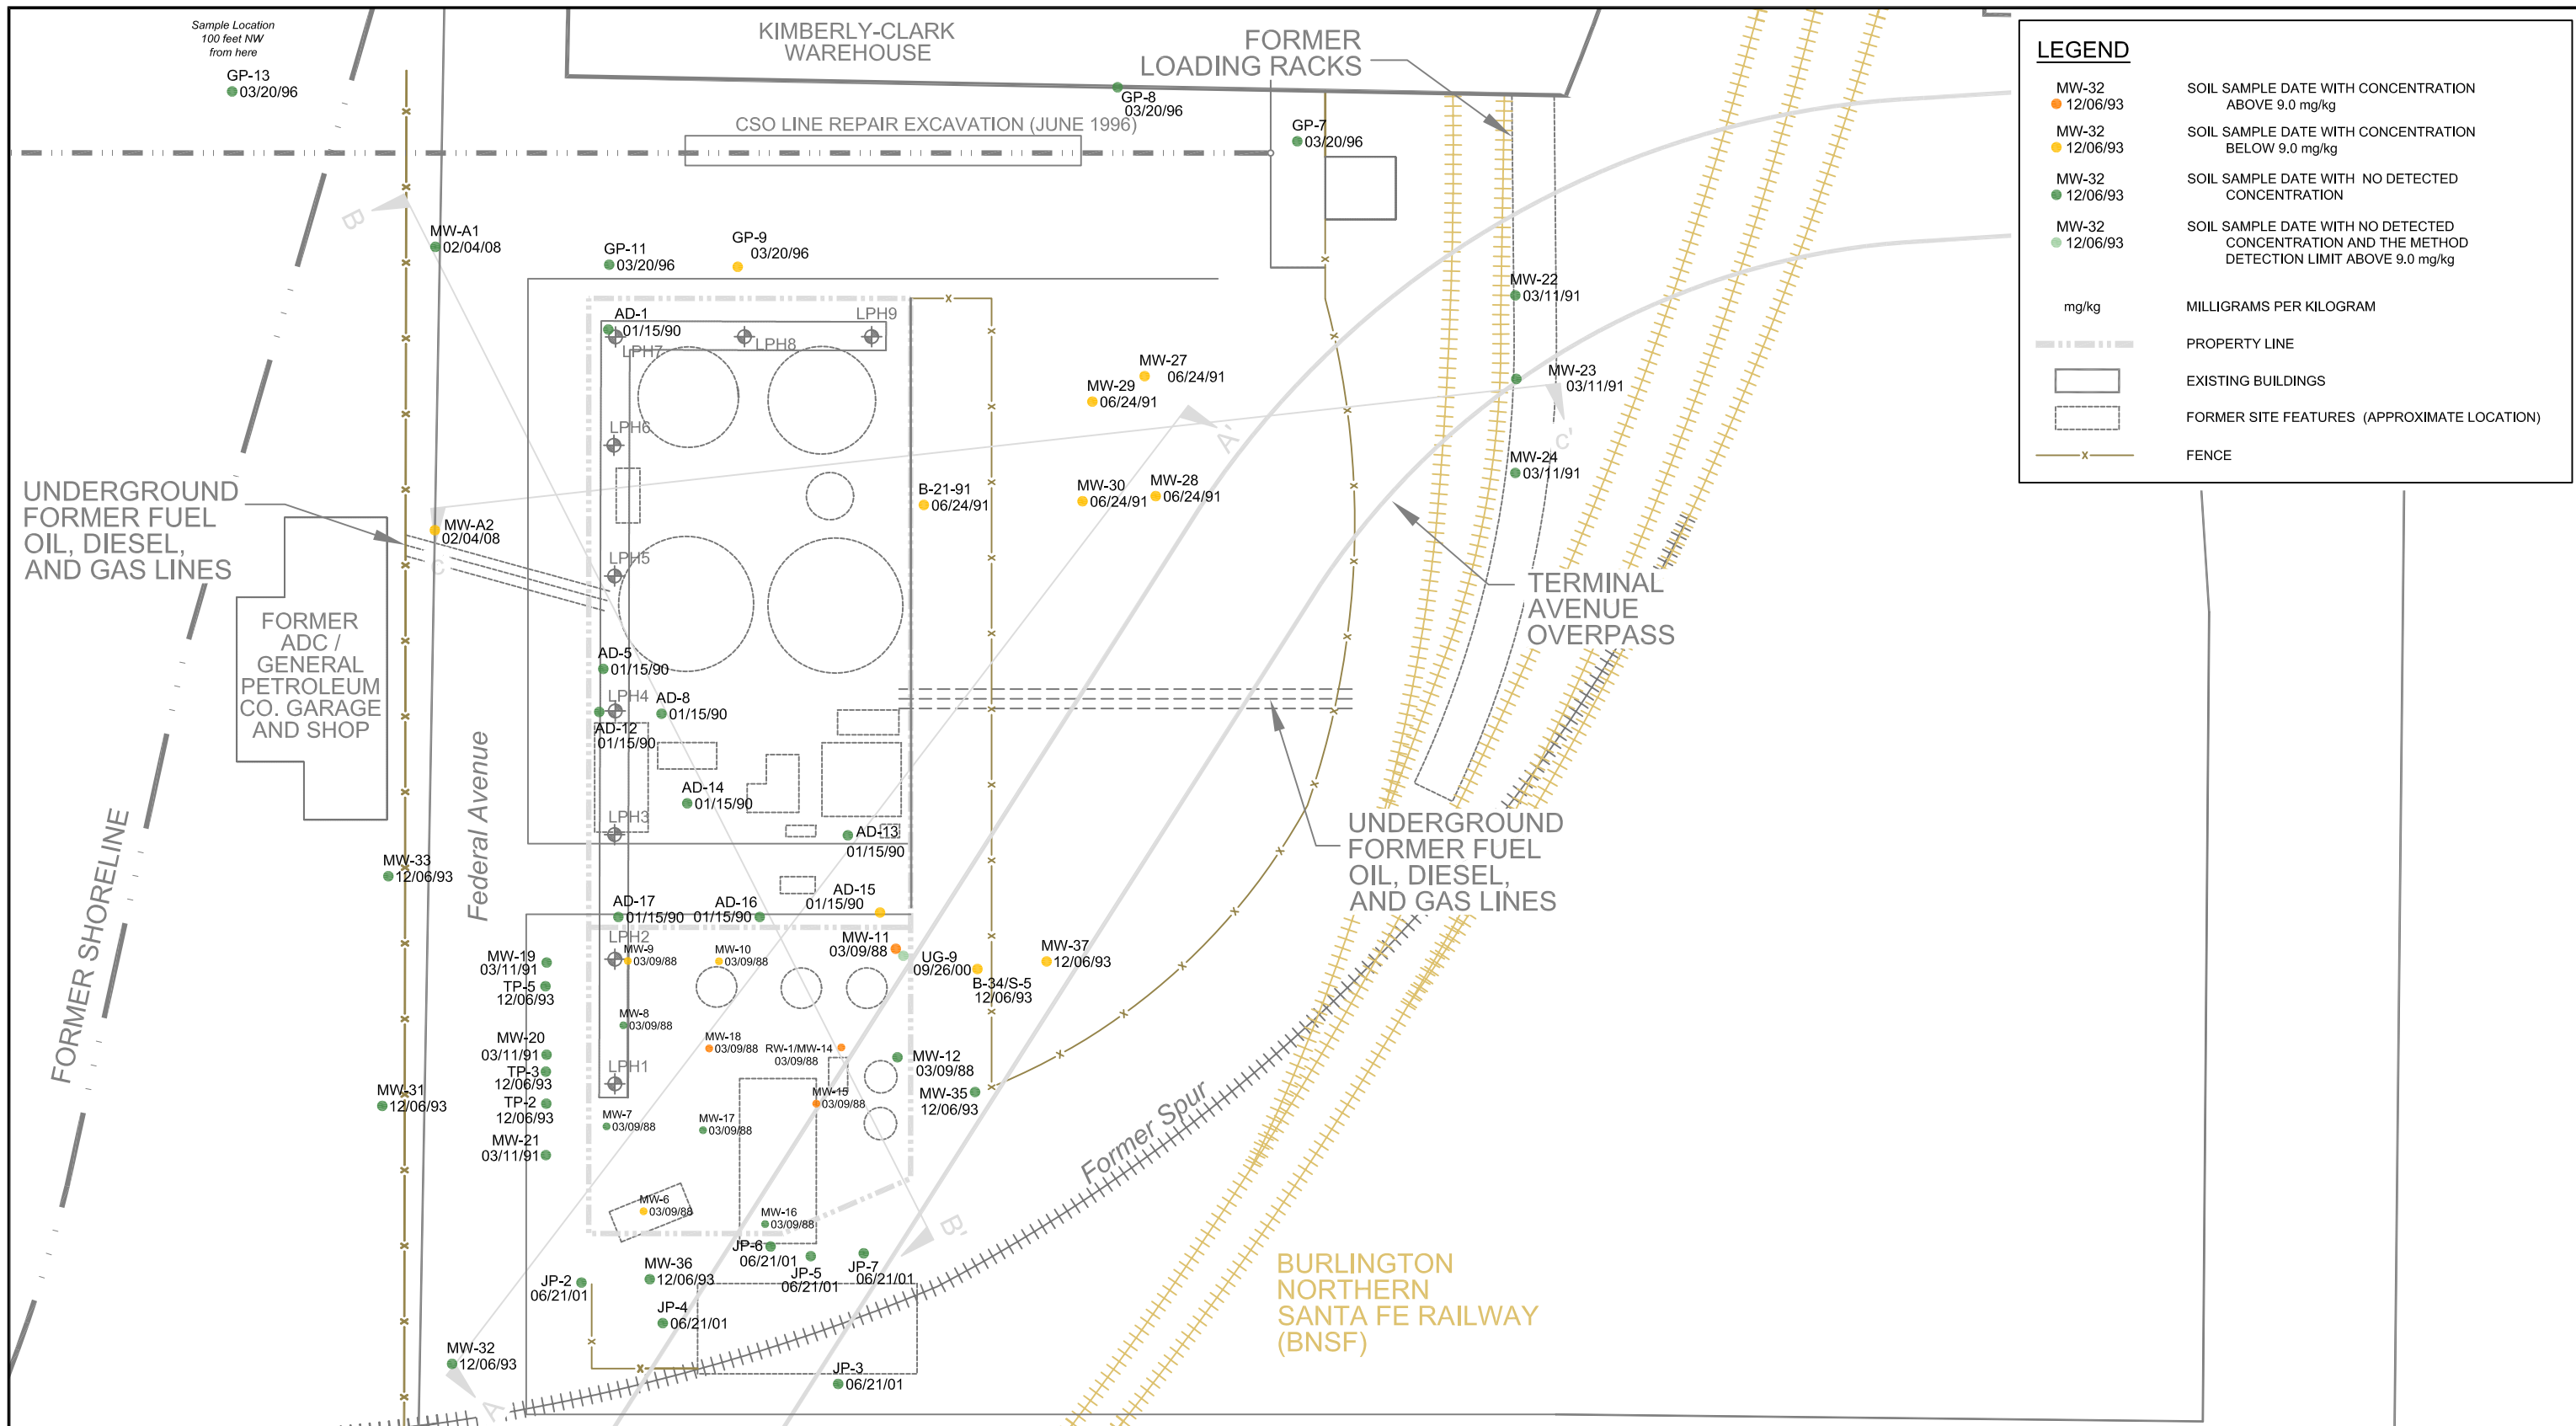 Sample Location
100 feet NW
from here
GP-13
03/20/96
KIMBERLY-CLARK
WAREHOUSE
FORMER
LOADING RACKS
GP-8
03/20/96
CSO LINE REPAIR EXCAVATION (JUNE 1996)
GP-7
03/20/96
LEGEND
MW-32
12/06/93
SOIL SAMPLE DATE WITH CONCENTRATION
ABOVE 9.0 mg/kg
MW-32
12/06/93
SOIL SAMPLE DATE WITH CONCENTRATION
BELOW 9.0 mg/kg
MW-32
12/06/93
SOIL SAMPLE DATE WITH NO DETECTED
CONCENTRATION
MW-32
12/06/93
SOIL SAMPLE DATE WITH NO DETECTED
CONCENTRATION AND THE METHOD
DETECTION LIMIT ABOVE 9.0 mg/kg
mg/kg
MILLIGRAMS PER KILOGRAM
PROPERTY LINE
EXISTING BUILDINGS
FORMER SITE FEATURES (APPROXIMATE LOCATION)
FENCE
B
MW-A1
02/04/08
GP-11
03/20/96
GP-9
03/20/96
MW-22
03/11/91
AD-1
01/15/90
LPH7
LPH8
LPH9
MW-27
06/24/91
MW-29
06/24/91
MW-23
03/11/91
LPH6
A'
C'
MW-24
03/11/91
UNDERGROUND
FORMER FUEL
OIL, DIESEL,
AND GAS LINES
B-21-91
06/24/91
MW-30
06/24/91
MW-28
06/24/91
MW-A2
02/04/08
C
LPH5
TERMINAL
AVENUE
OVERPASS
FORMER
ADC /
GENERAL
PETROLEUM
CO. GARAGE
AND SHOP
AD-5
01/15/90
LPH4
AD-8
01/15/90
AD-12
01/15/90
Federal Avenue
AD-14
01/15/90
LPH3
AD-13
01/15/90
UNDERGROUND
FORMER FUEL
OIL, DIESEL,
AND GAS LINES
FORMER SHORELINE
MW-33
12/06/93
AD-17
01/15/90
AD-16
01/15/90
AD-15
01/15/90
LPH2
MW-9
03/09/88
MW-10
03/09/88
MW-11
03/09/88
UG-9
09/26/00
MW-37
12/06/93
B-34/S-5
12/06/93
MW-19
03/11/91
TP-5
12/06/93
MW-8
03/09/88
MW-18
03/09/88
RW-1/MW-14
03/09/88
MW-20
03/11/91
TP-3
12/06/93
LPH1
MW-12
03/09/88
MW-35
12/06/93
MW-31
12/06/93
TP-2
12/06/93
MW-15
03/09/88
MW-7
03/09/88
MW-17
03/09/88
MW-21
03/11/91
Former Spur
MW-6
03/09/88
MW-16
03/09/88
B'
JP-6
06/21/01
JP-5
06/21/01
JP-7
06/21/01
MW-36
12/06/93
JP-2
06/21/01
JP-4
06/21/01
BURLINGTON
NORTHERN
SANTA FE RAILWAY
(BNSF)
MW-32
12/06/93
JP-3
06/21/01
A